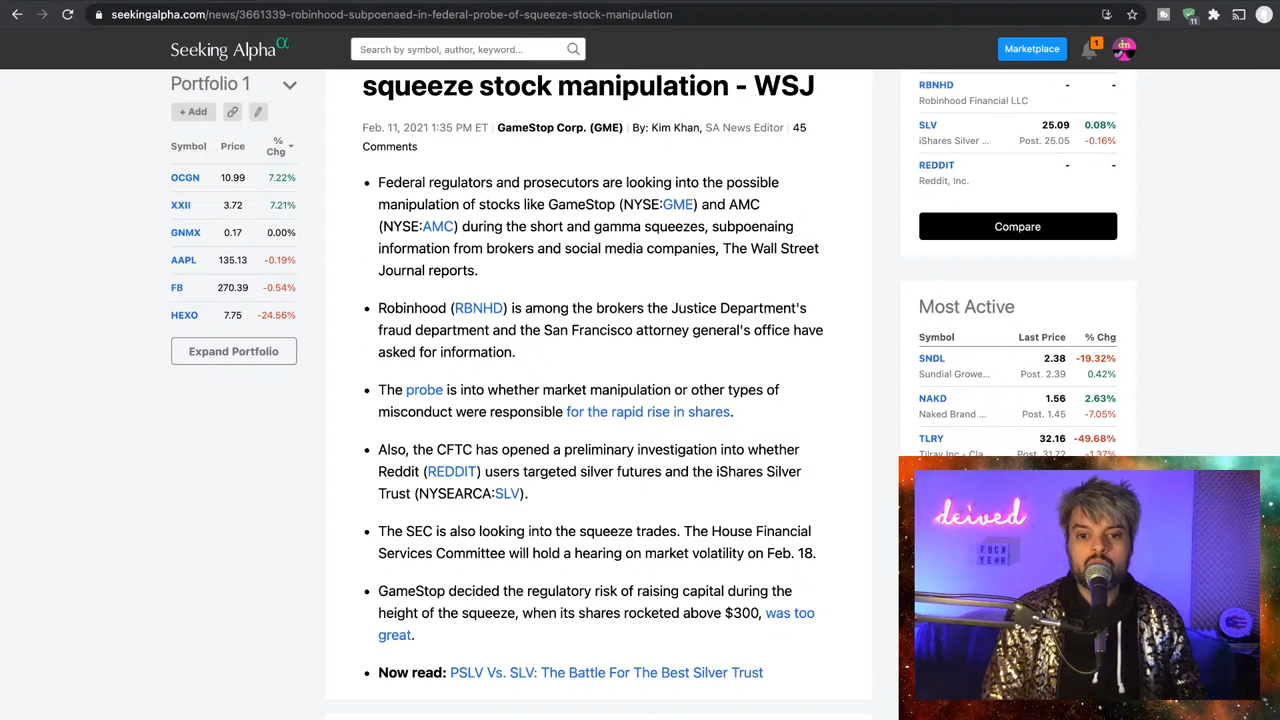 seekingalpha.com/news/3661339-robinhood-subpoenaed-in-federal-probe-of-gamestop-stock-manipulation
11
Seeking Alpha α
Search by symbol, author, keyword...
Marketplace
1
dn
Portfolio 1
+ Add
Symbol Price % Chg
OCGN 10.99 7.22%
XXII 3.72 7.21%
GNMX 0.17 0.00%
AAPL 135.13 -0.19%
FB 270.39 -0.54%
HEXO 7.75 -24.56%
Expand Portfolio
squeeze stock manipulation - WSJ
Feb. 11, 2021 1:35 PM ET | GameStop Corp. (GME) | By: Kim Khan, SA News Editor | 45
Comments
• Federal regulators and prosecutors are looking into the possible
manipulation of stocks like GameStop (NYSE:GME) and AMC
(NYSE:AMC) during the short and gamma squeezes, subpoenaing
information from brokers and social media companies, The Wall Street
Journal reports.
• Robinhood (RBNHD) is among the brokers the Justice Department's
fraud department and the San Francisco attorney general's office have
asked for information.
• The probe is into whether market manipulation or other types of
misconduct were responsible for the rapid rise in shares.
• Also, the CFTC has opened a preliminary investigation into whether
Reddit (REDDIT) users targeted silver futures and the iShares Silver
Trust (NYSEARCA:SLV).
• The SEC is also looking into the squeeze trades. The House Financial
Services Committee will hold a hearing on market volatility on Feb. 18.
• GameStop decided the regulatory risk of raising capital during the
height of the squeeze, when its shares rocketed above $300, was too
great.
• Now read: PSLV Vs. SLV: The Battle For The Best Silver Trust
RBNHD - -
Robinhood Financial LLC
SLV 25.09 0.08%
iShares Silver ... Post. 25.05 -0.16%
REDDIT - -
Reddit, Inc.
Compare
Most Active
Symbol Last Price % Chg
SNDL 2.38 -19.32%
Sundial Growe... Post. 2.39 0.42%
NAKD 1.56 2.63%
Naked Brand ... Post. 1.45 -7.05%
TLRY 32.16 -49.68%
Tilray Inc - Cla... Post. 31.72 -1.37%
deived
FUCK
YEAH